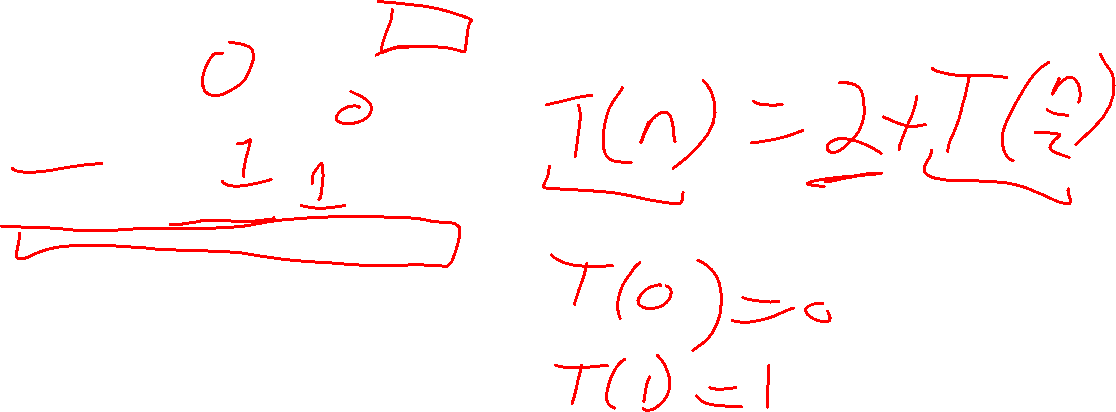 0
0
1
1
T(n) = 2 + T(n/2)
T(0) = 0
T(1) = 1